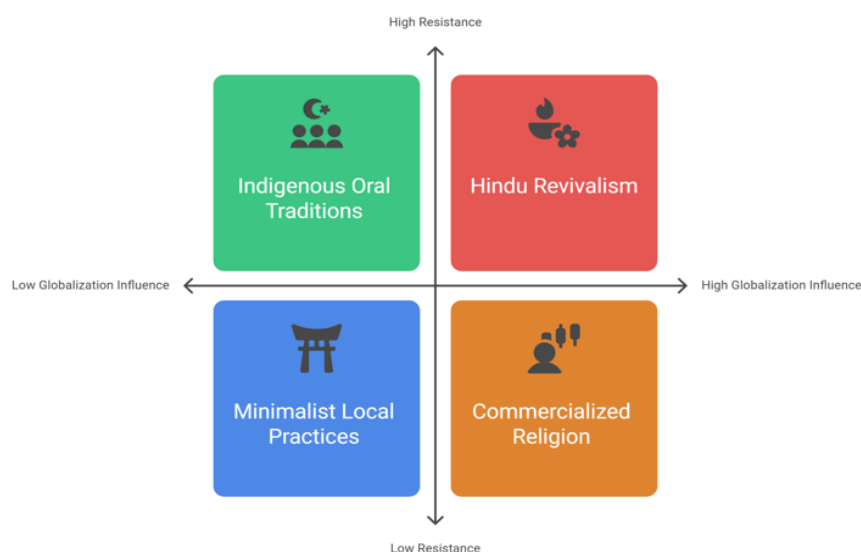 High Resistance
Indigenous Oral
Traditions
Hindu Revivalism
Low Globalization Influence
High Globalization Influence
Minimalist Local
Practices
Commercialized
Religion
Low Resistance